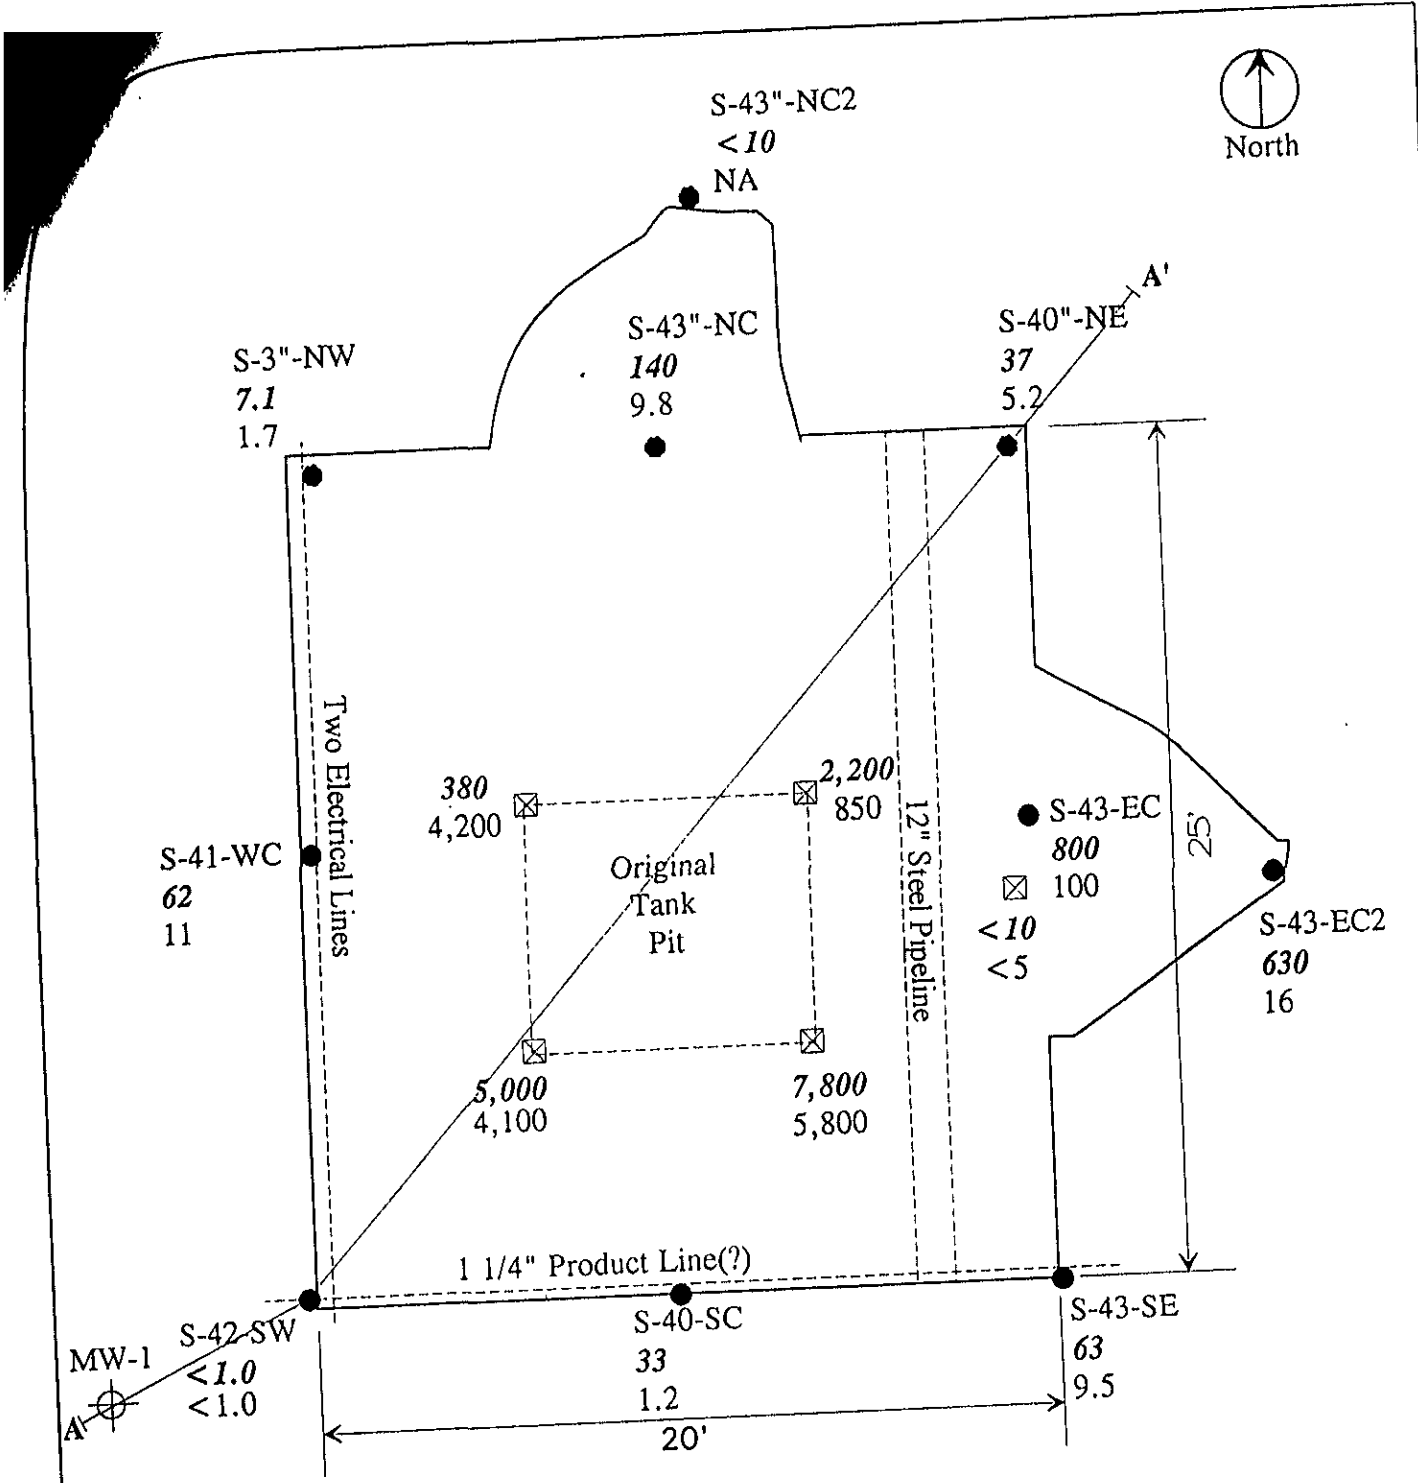 S-43"-NC2
<10
NA
North
A'
S-40"-NE
37
5.2
S-43"-NC
140
9.8
S-3"-NW
7.1
1.7
Two Electrical Lines
380
4,200
2,200
850
12" Steel Pipeline
S-43-EC
800
100
<10
<5
25'
S-41-WC
62
11
Original
Tank
Pit
S-43-EC2
630
16
5,000
4,100
7,800
5,800
1 1/4" Product Line(?)
S-42-SW
<1.0
<1.0
MW-1
A
S-40-SC
33
1.2
20'
S-43-SE
63
9.5